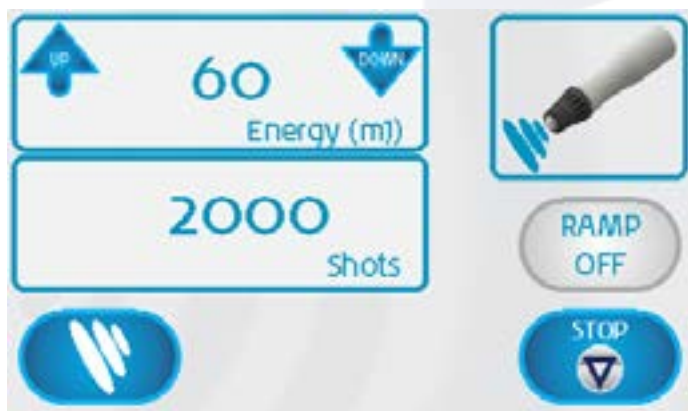 UP
60
DOWN
Energy (mJ)
2000
Shots
RAMP
OFF
STOP